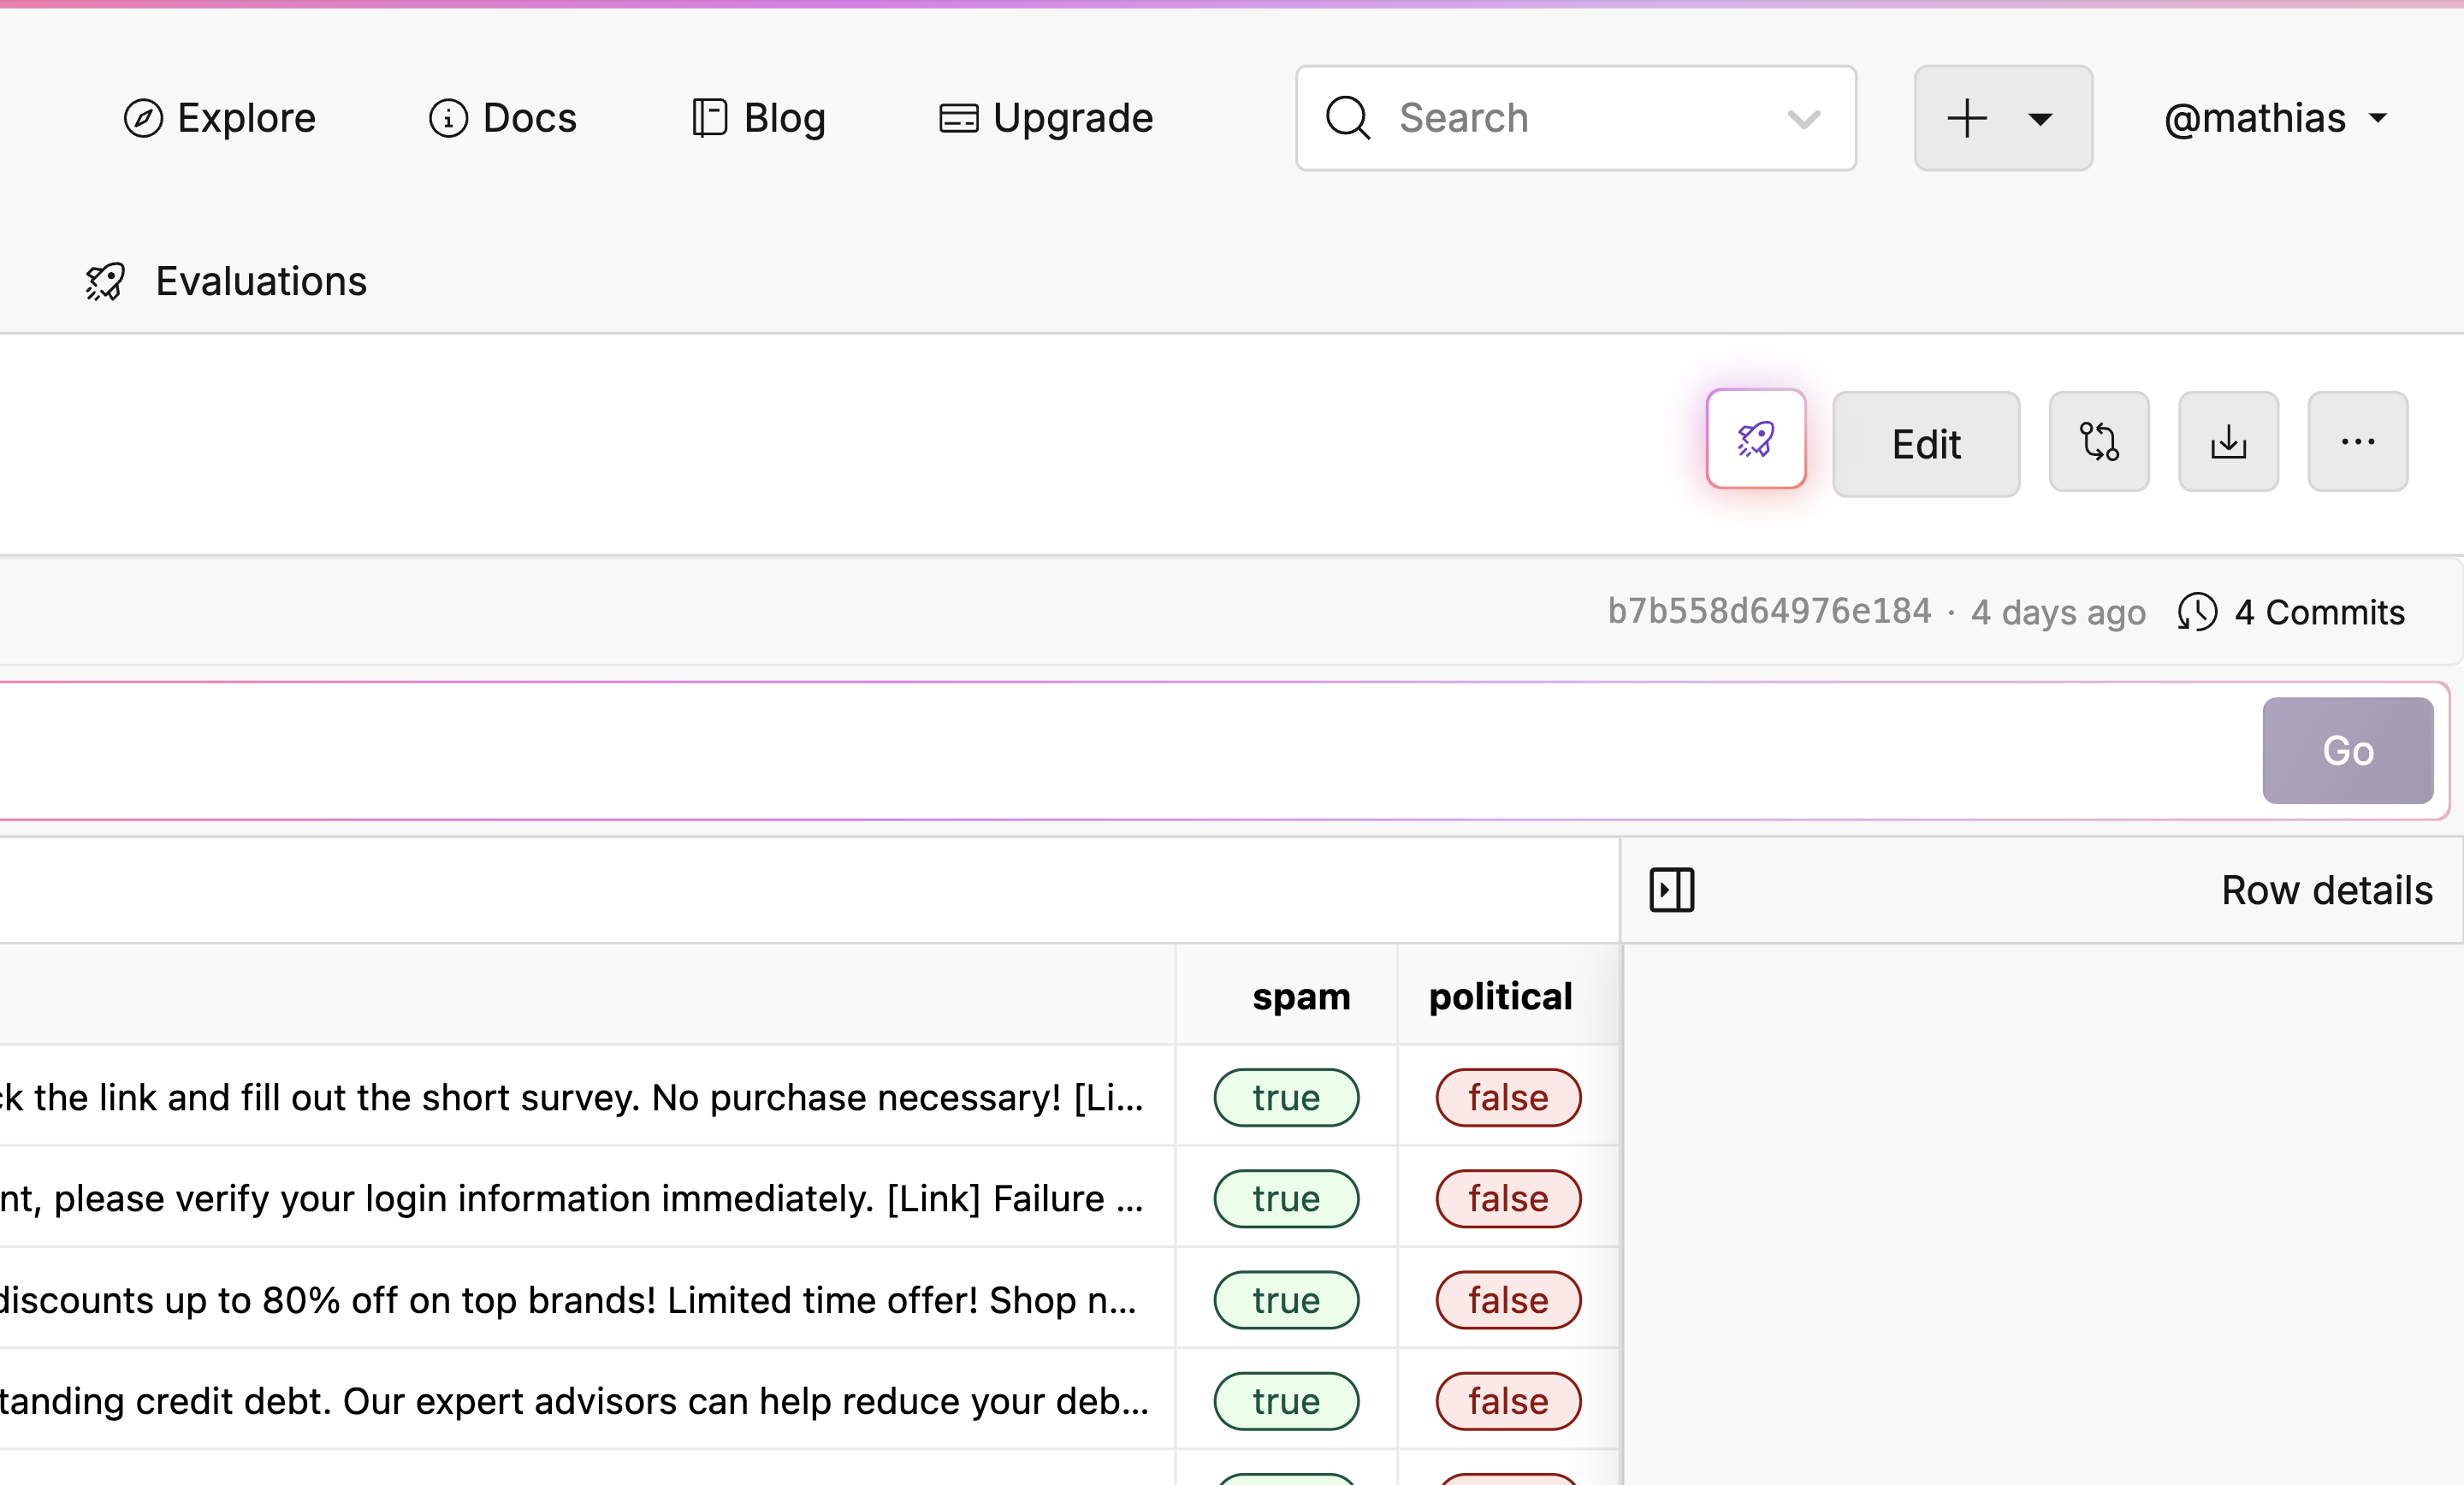 Explore Docs Blog Upgrade Search @mathias
Evaluations
Edit
b7b558d64976e184 · 4 days ago 4 Commits
Go
Row details
spam political
k the link and fill out the short survey. No purchase necessary! [Li... true false
nt, please verify your login information immediately. [Link] Failure ... true false
discounts up to 80% off on top brands! Limited time offer! Shop n... true false
tanding credit debt. Our expert advisors can help reduce your deb... true false